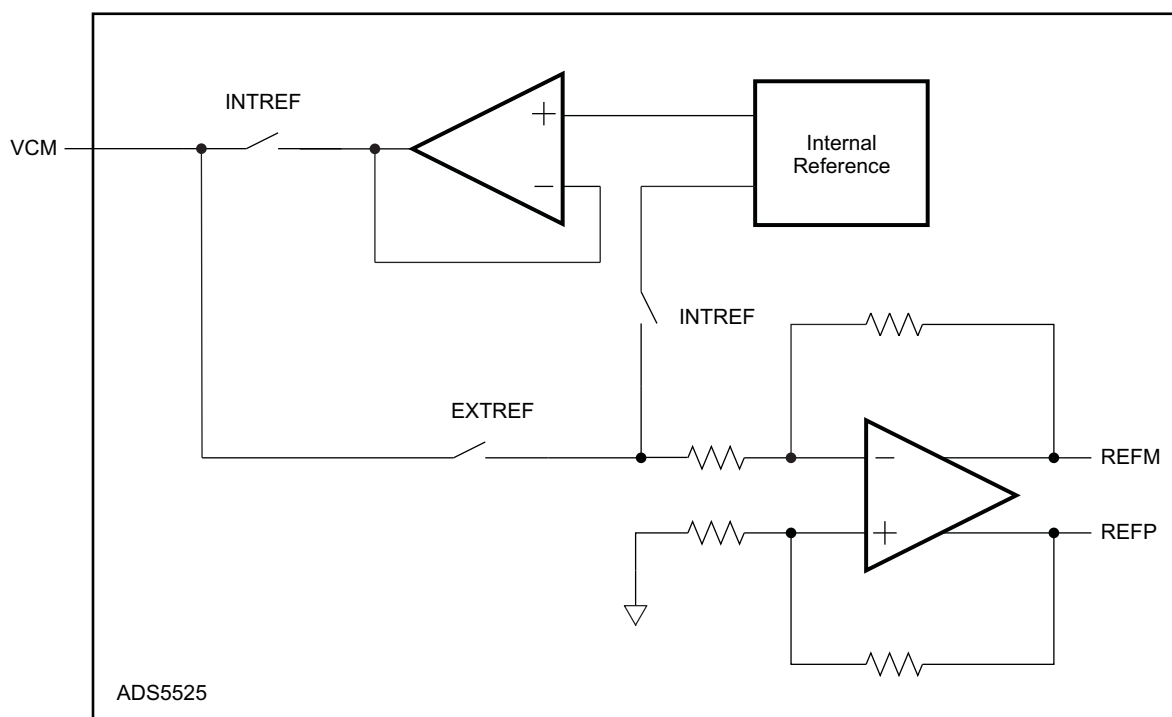 INTREF
VCM
Internal
Reference
INTREF
EXTREF
REFM
REFP
ADS5525